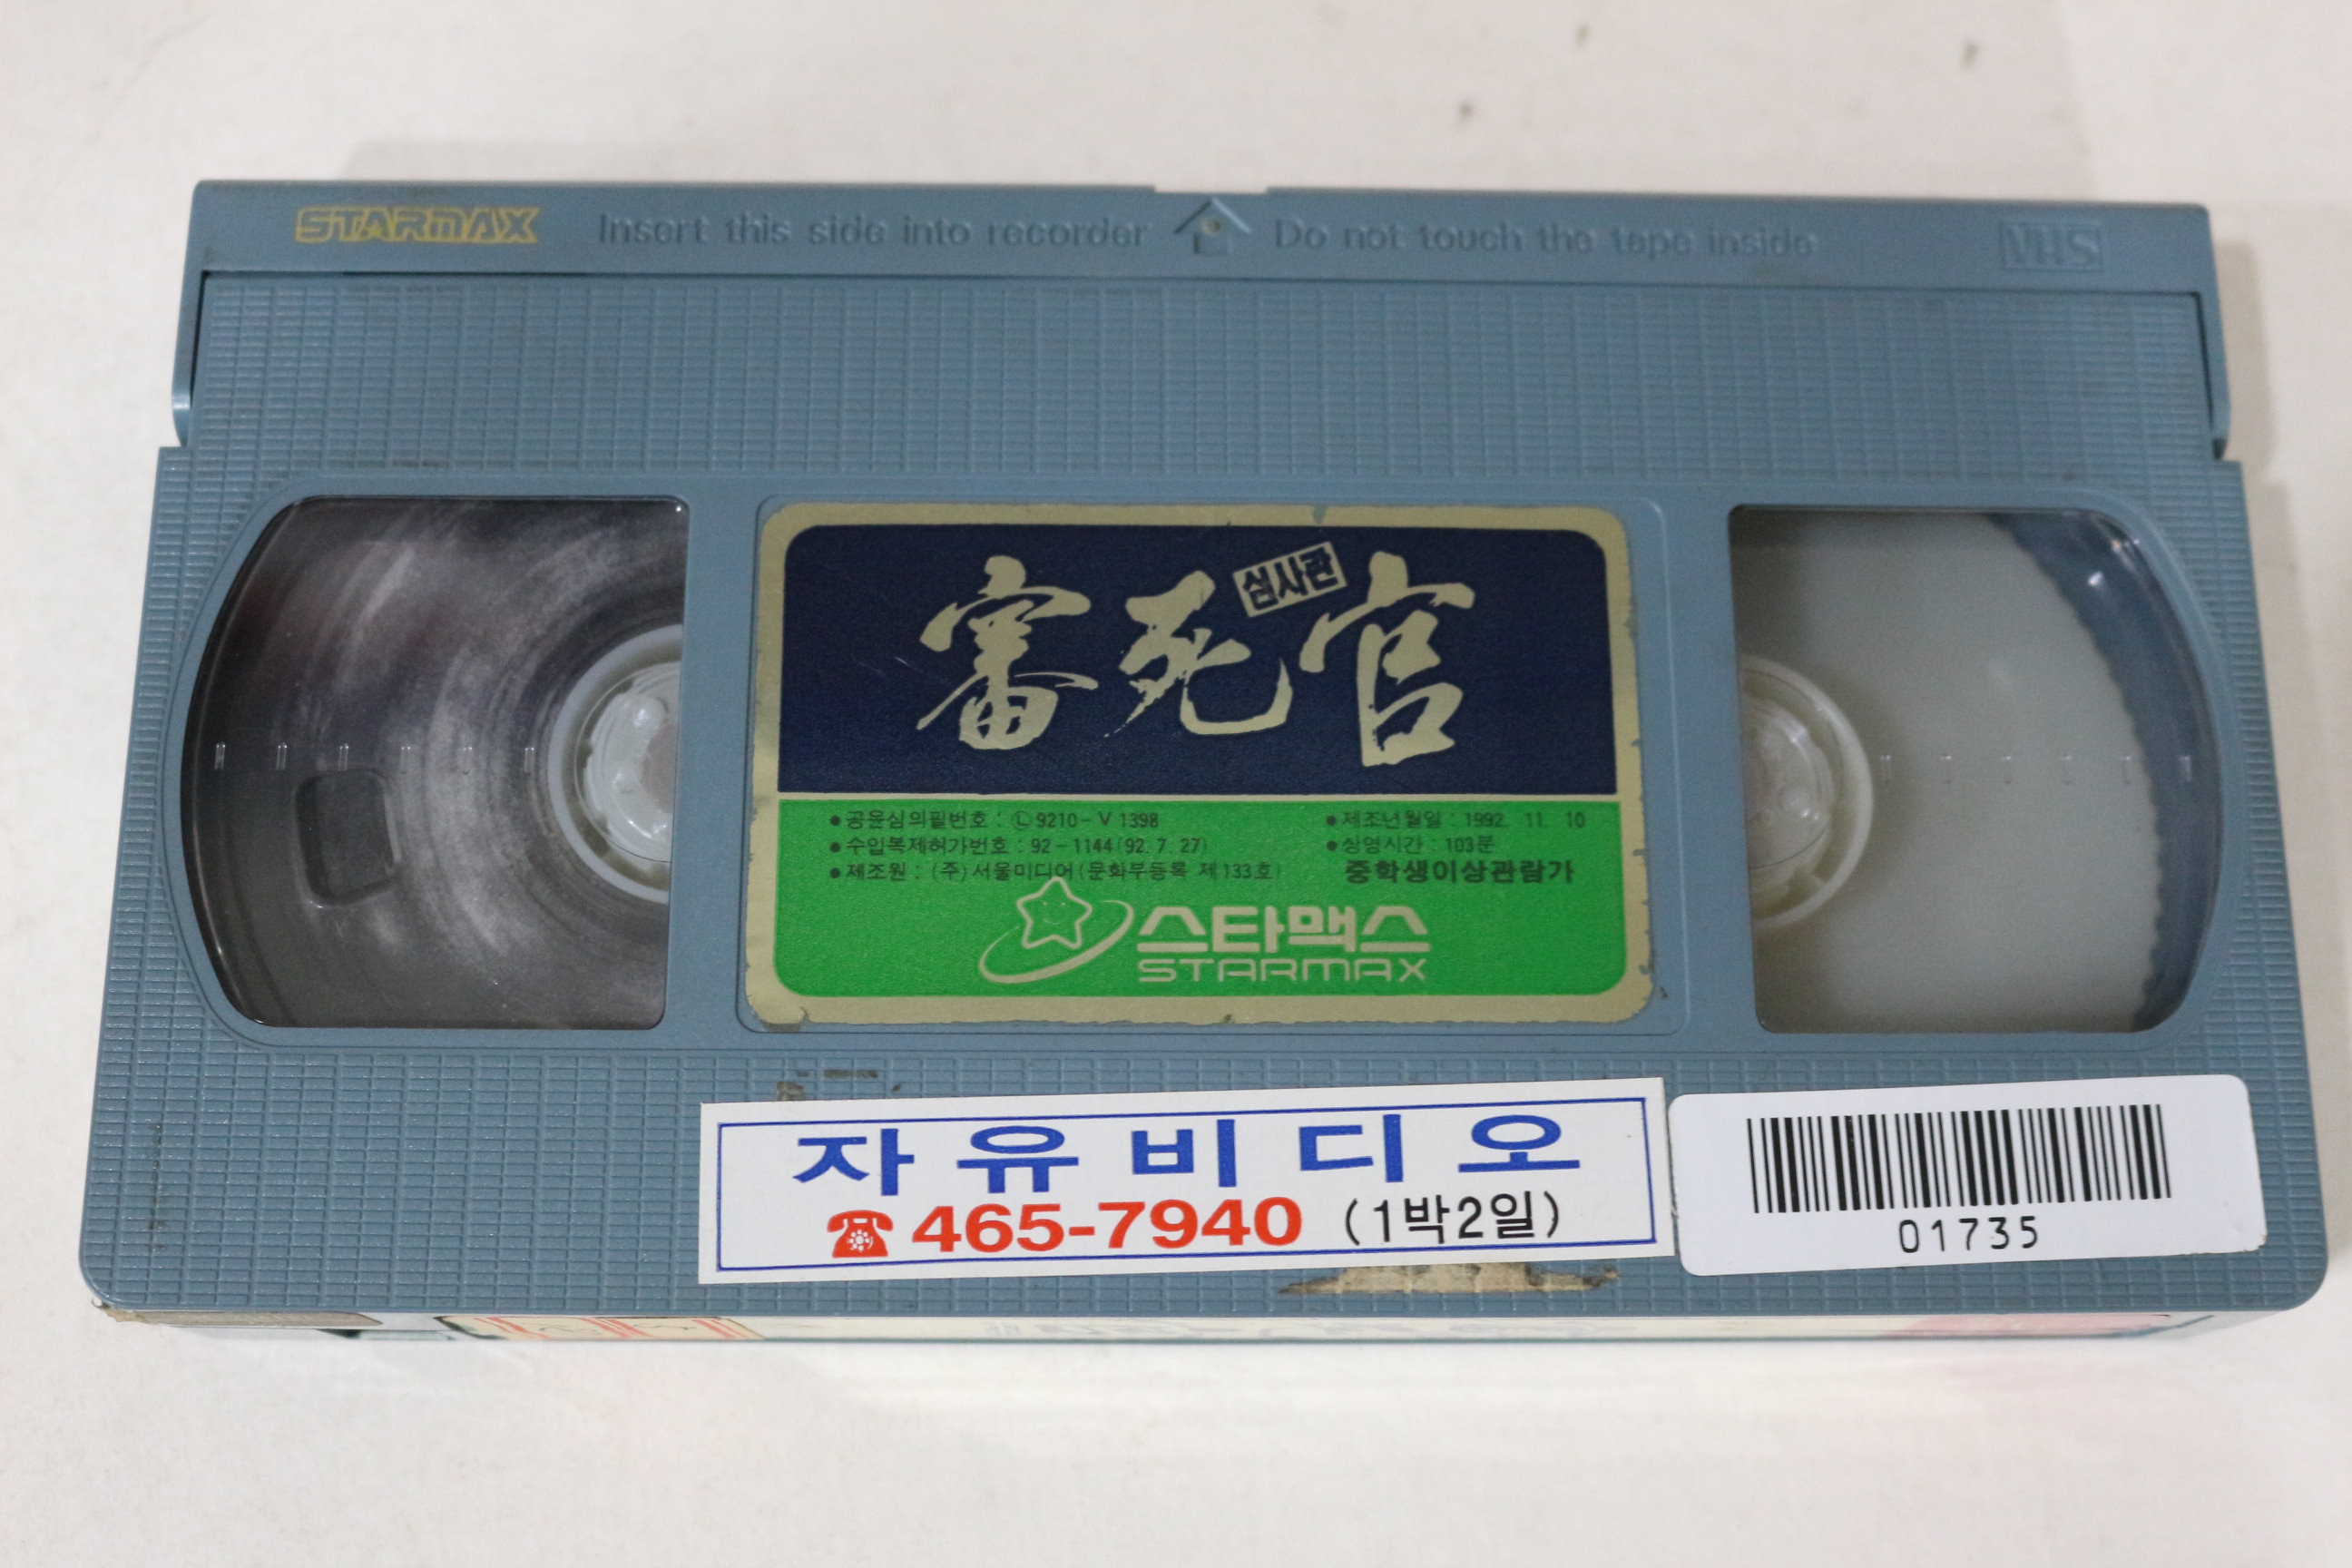 STARMAX Insert this side into recorder Do not touch the tape inside VHS
심사관
審死官
●공윤심의필번호 : Ⓛ 9210-V 1398
●수입복제허가번호 : 92-1144(92. 7. 27)
●제조원 : (주)서울미디어(문화부등록 제133호)
●제조년월일 : 1992. 11. 10
●상영시간 : 103분
중학생이상관람가
스타맥스
STARMAX
자유비디오
☎465-7940 (1박2일)
01735